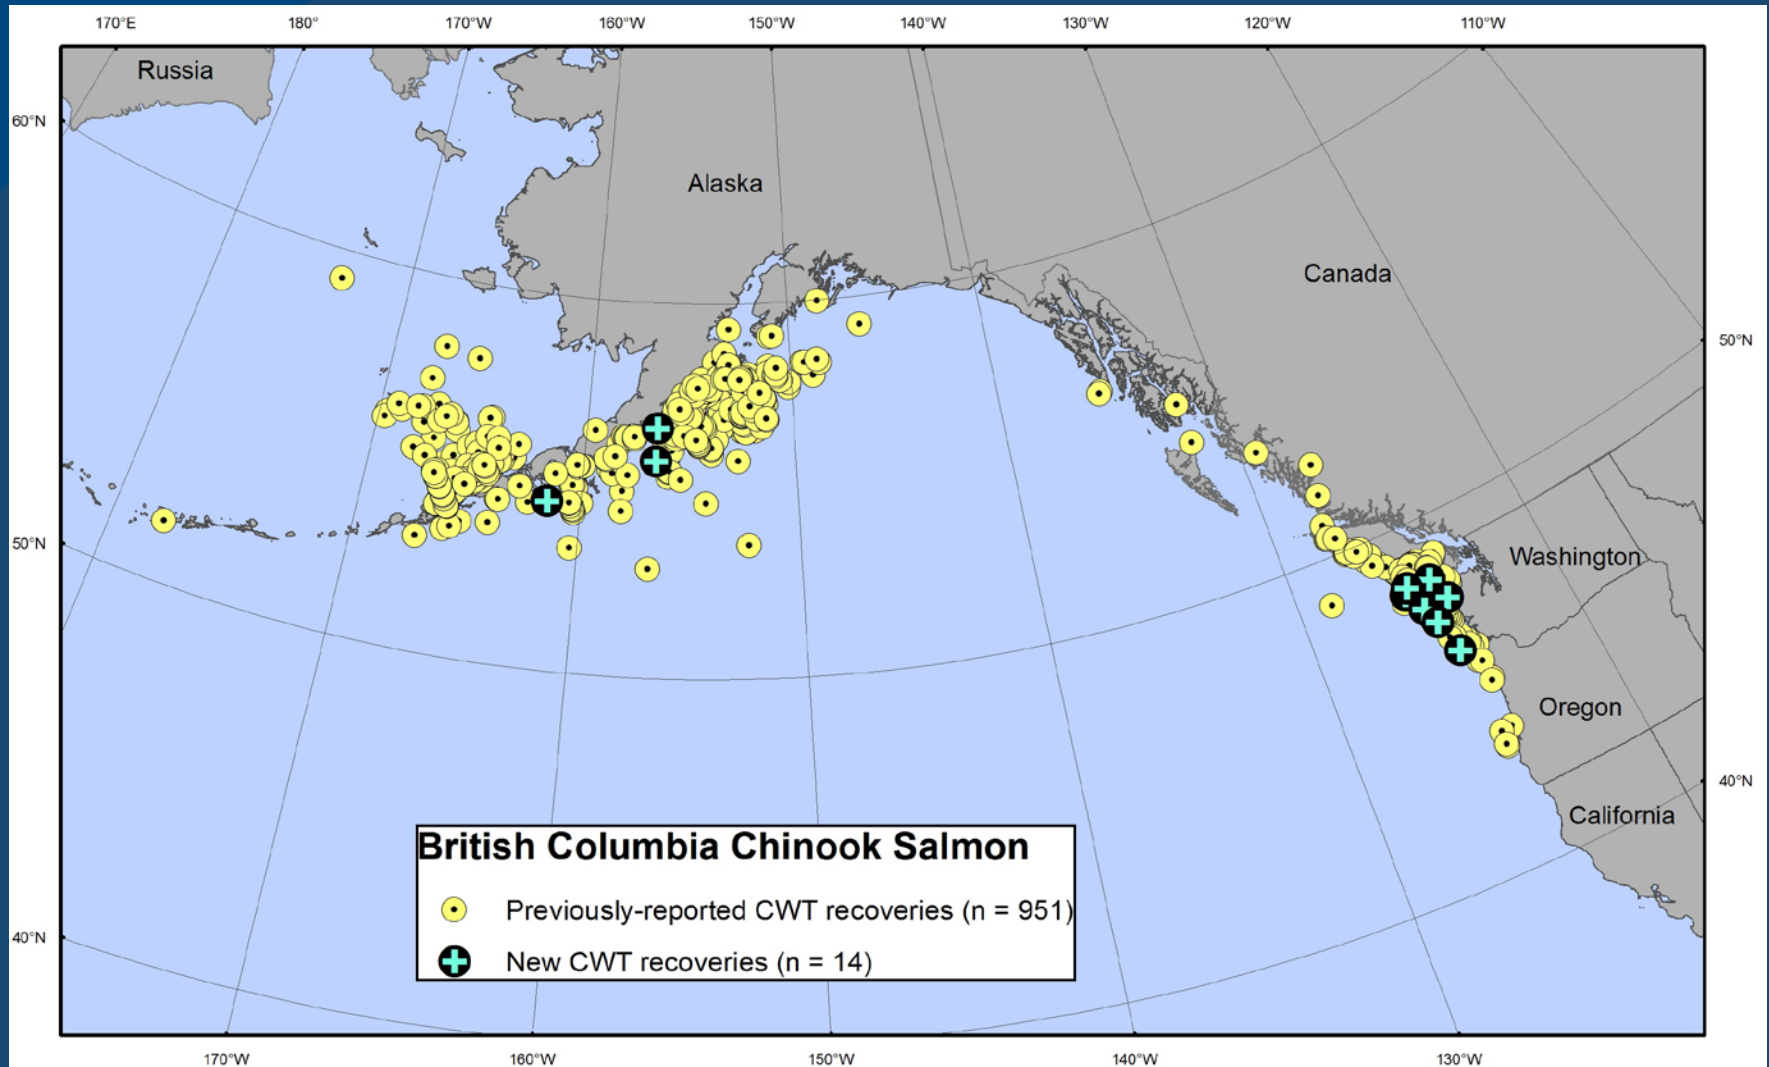 170°E 180° 170°W 160°W 150°W 140°W 130°W 120°W 110°W
Russia
60°N
Alaska
Canada
50°N
50°N
Washington
Oregon
40°N
California
British Columbia Chinook Salmon
Previously-reported CWT recoveries (n = 951)
40°N
New CWT recoveries (n = 14)
170°W 160°W 150°W 140°W 130°W